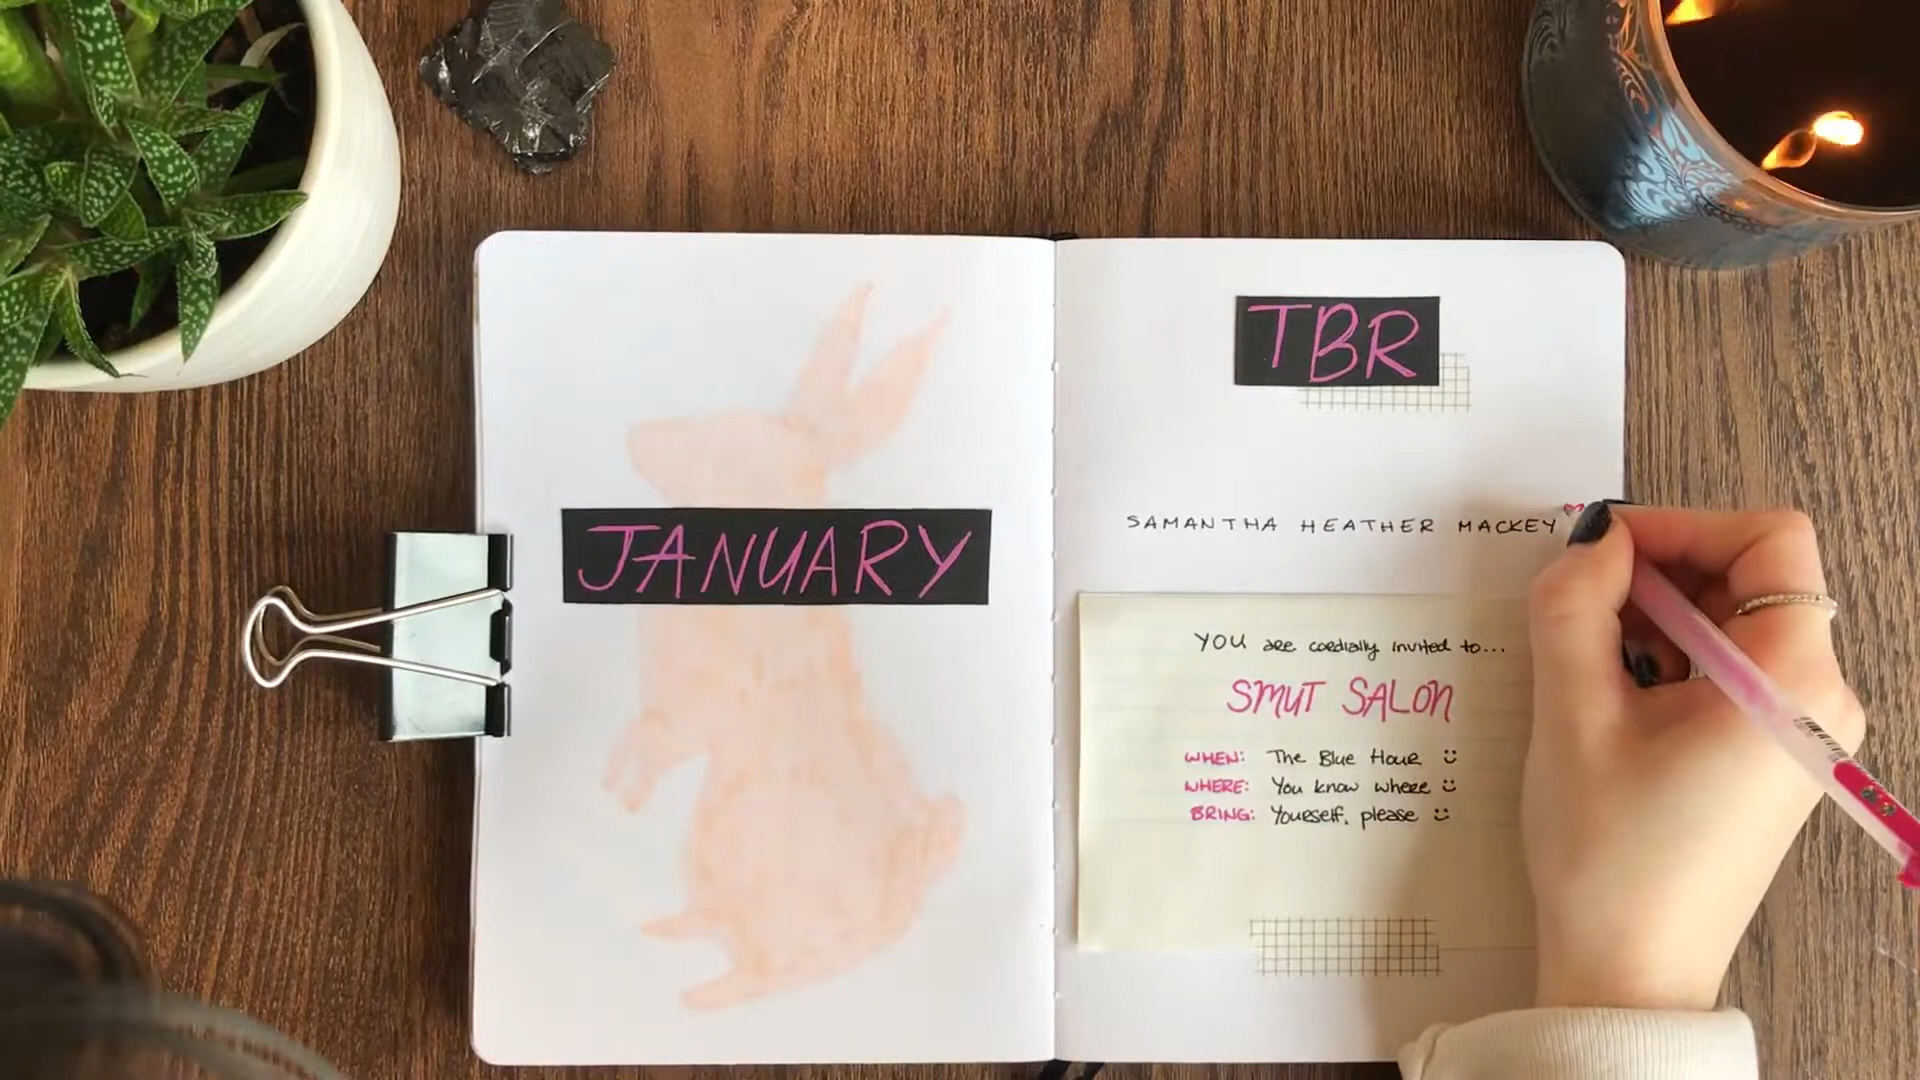 JANUARY
TBR
SAMANTHA HEATHER MACKEY
YOU are cordially invited to...
SMUT SALON
WHEN: The Blue Hour :)
WHERE: You know where :)
BRING: Yourself, please :)